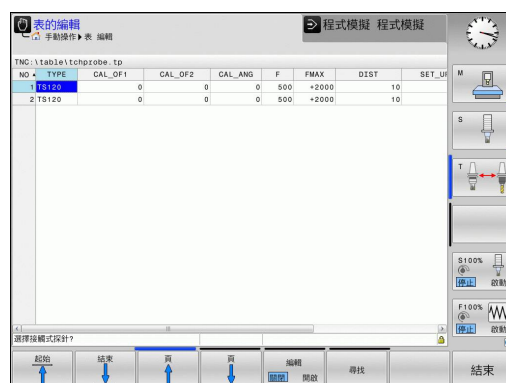 表的編輯
手動操作▶表 編輯
程式模擬 程式模擬
TNC:\table\tchprobe.tp
NO TYPE CAL_OF1 CAL_OF2 CAL_ANG F FMAX DIST SET_UP
1 TS120 0 0 0 500 +2000 10
2 TS120 0 0 0 500 +2000 10
選擇接觸式探針?
M
S
T
S100%
停止 啟動
F100%
停止 啟動
起始 結束 頁 頁 編輯 尋找 結束
關閉 開啟